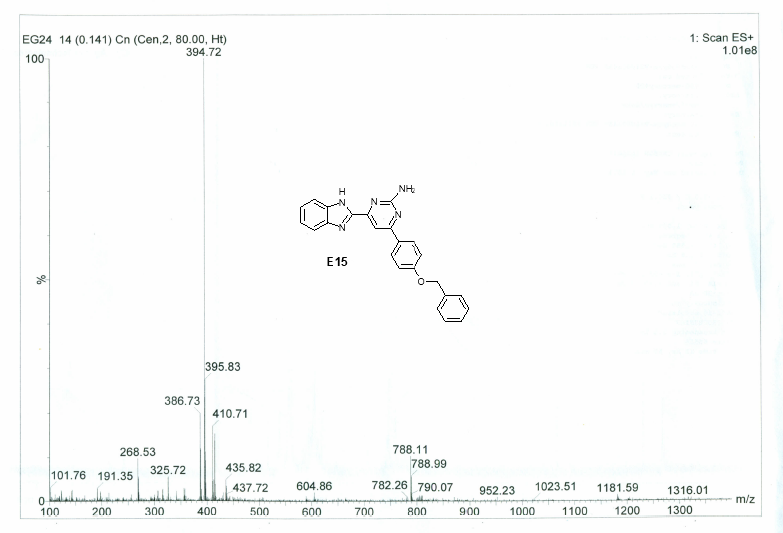 EG24 14 (0.141) Cn (Cen,2, 80.00, Ht)
1: Scan ES+
394.72
1.01e8
100
H
N
N
NH₂
N
N
E15
O
%
395.83
386.73
410.71
788.11
268.53
788.99
325.72
435.82
101.76
191.35
437.72
604.86
782.26
790.07
952.23
1023.51
1181.59
1316.01
0
m/z
100
200
300
400
500
600
700
800
900
1000
1100
1200
1300